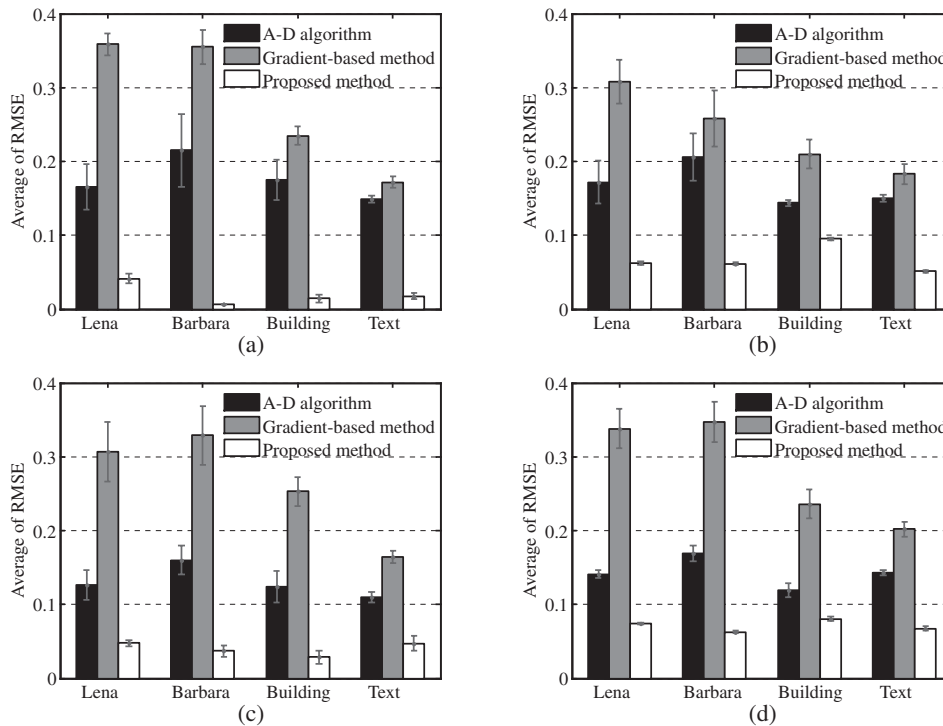 0.4
A-D algorithm
Gradient-based method
Proposed method
0.3
0.2
0.1
0
Average of RMSE
Lena Barbara Building Text
(a)
0.4
A-D algorithm
Gradient-based method
Proposed method
0.3
0.2
0.1
0
Average of RMSE
Lena Barbara Building Text
(b)
0.4
A-D algorithm
Gradient-based method
Proposed method
0.3
0.2
0.1
0
Average of RMSE
Lena Barbara Building Text
(c)
0.4
A-D algorithm
Gradient-based method
Proposed method
0.3
0.2
0.1
0
Average of RMSE
Lena Barbara Building Text
(d)